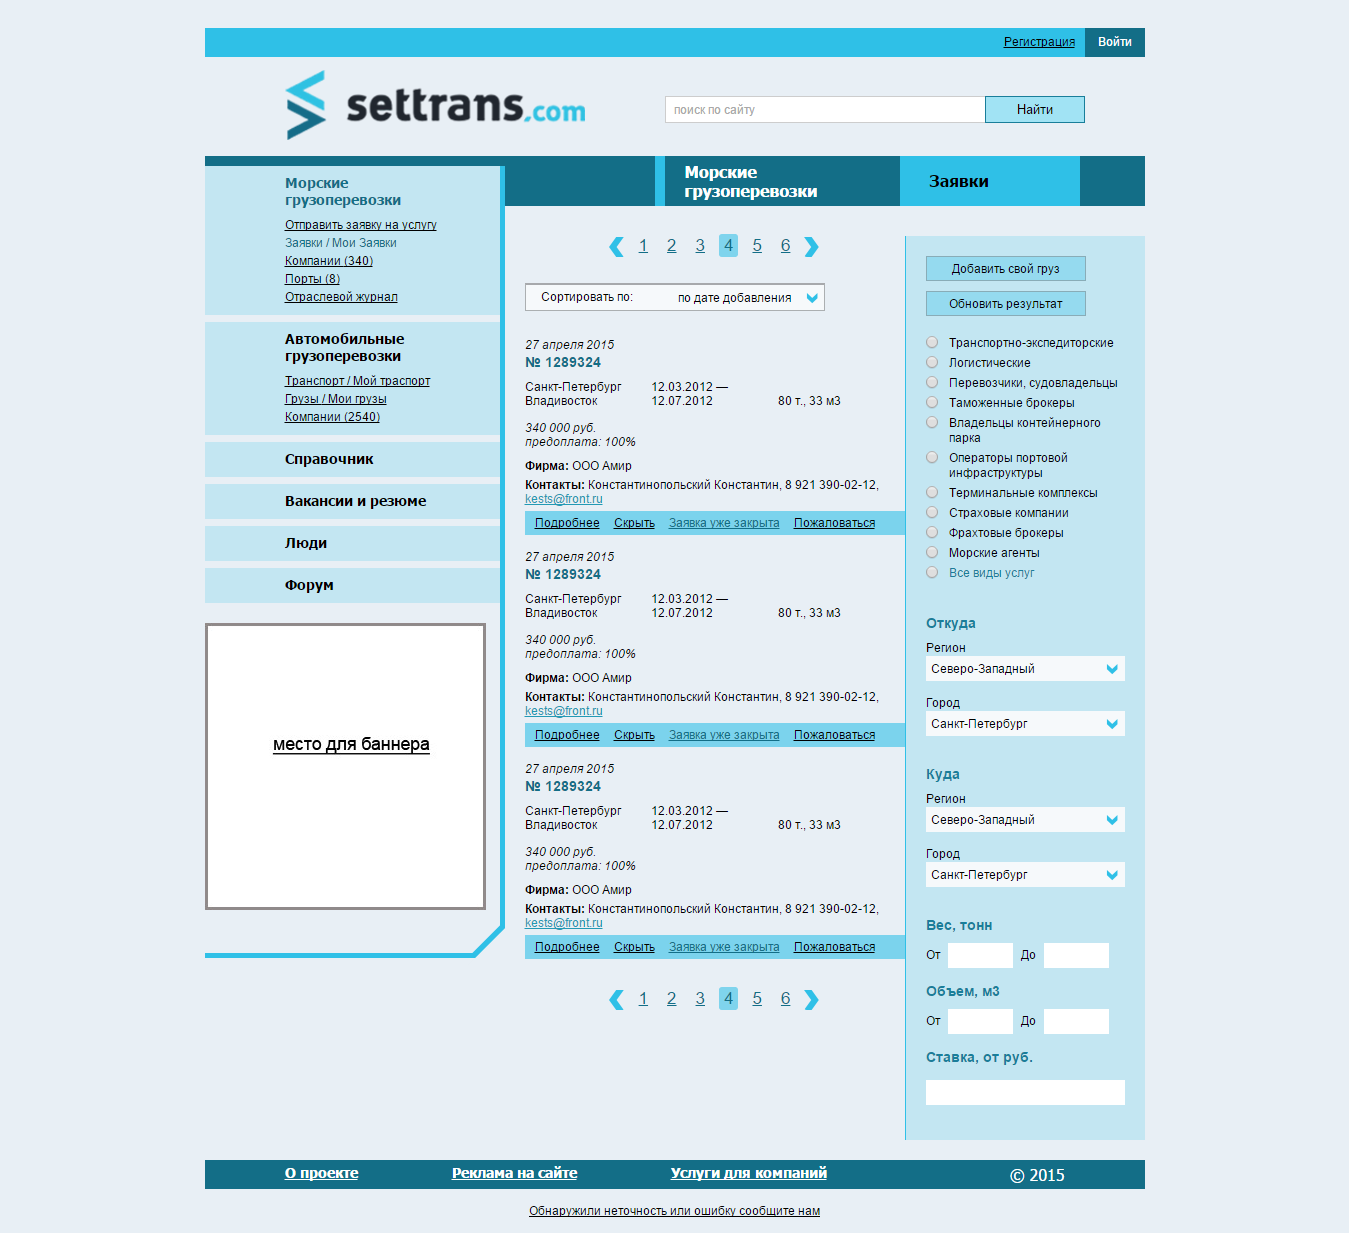 Регистрация
Войти
settrans.com
поиск по сайту
Найти
Морские
грузоперевозки
Заявки
Морские
грузоперевозки
Отправить заявку на услугу
Заявки / Мои Заявки
Компании (340)
Порты (8)
Отраслевой журнал
Автомобильные
грузоперевозки
Транспорт / Мой траспорт
Грузы / Мои грузы
Компании (2540)
Справочник
Вакансии и резюме
Люди
Форум
место для баннера
1 2 3 4 5 6
Сортировать по: по дате добавления
27 апреля 2015
№ 1289324
Санкт-Петербург 12.03.2012 —
Владивосток 12.07.2012 80 т., 33 м3
340 000 руб.
предоплата: 100%
Фирма: ООО Амир
Контакты: Константинопольский Константин, 8 921 390-02-12,
kests@front.ru
Подробнее Скрыть Заявка уже закрыта Пожаловаться
27 апреля 2015
№ 1289324
Санкт-Петербург 12.03.2012 —
Владивосток 12.07.2012 80 т., 33 м3
340 000 руб.
предоплата: 100%
Фирма: ООО Амир
Контакты: Константинопольский Константин, 8 921 390-02-12,
kests@front.ru
Подробнее Скрыть Заявка уже закрыта Пожаловаться
27 апреля 2015
№ 1289324
Санкт-Петербург 12.03.2012 —
Владивосток 12.07.2012 80 т., 33 м3
340 000 руб.
предоплата: 100%
Фирма: ООО Амир
Контакты: Константинопольский Константин, 8 921 390-02-12,
kests@front.ru
Подробнее Скрыть Заявка уже закрыта Пожаловаться
1 2 3 4 5 6
Добавить свой груз
Обновить результат
Транспортно-экспедиторские
Логистические
Перевозчики, судовладельцы
Таможенные брокеры
Владельцы контейнерного
парка
Операторы портовой
инфраструктуры
Терминальные комплексы
Страховые компании
Фрахтовые брокеры
Морские агенты
Все виды услуг
Откуда
Регион
Северо-Западный
Город
Санкт-Петербург
Куда
Регион
Северо-Западный
Город
Санкт-Петербург
Вес, тонн
От До
Объем, м3
От До
Ставка, от руб.
О проекте
Реклама на сайте
Услуги для компаний
© 2015
Обнаружили неточность или ошибку сообщите нам